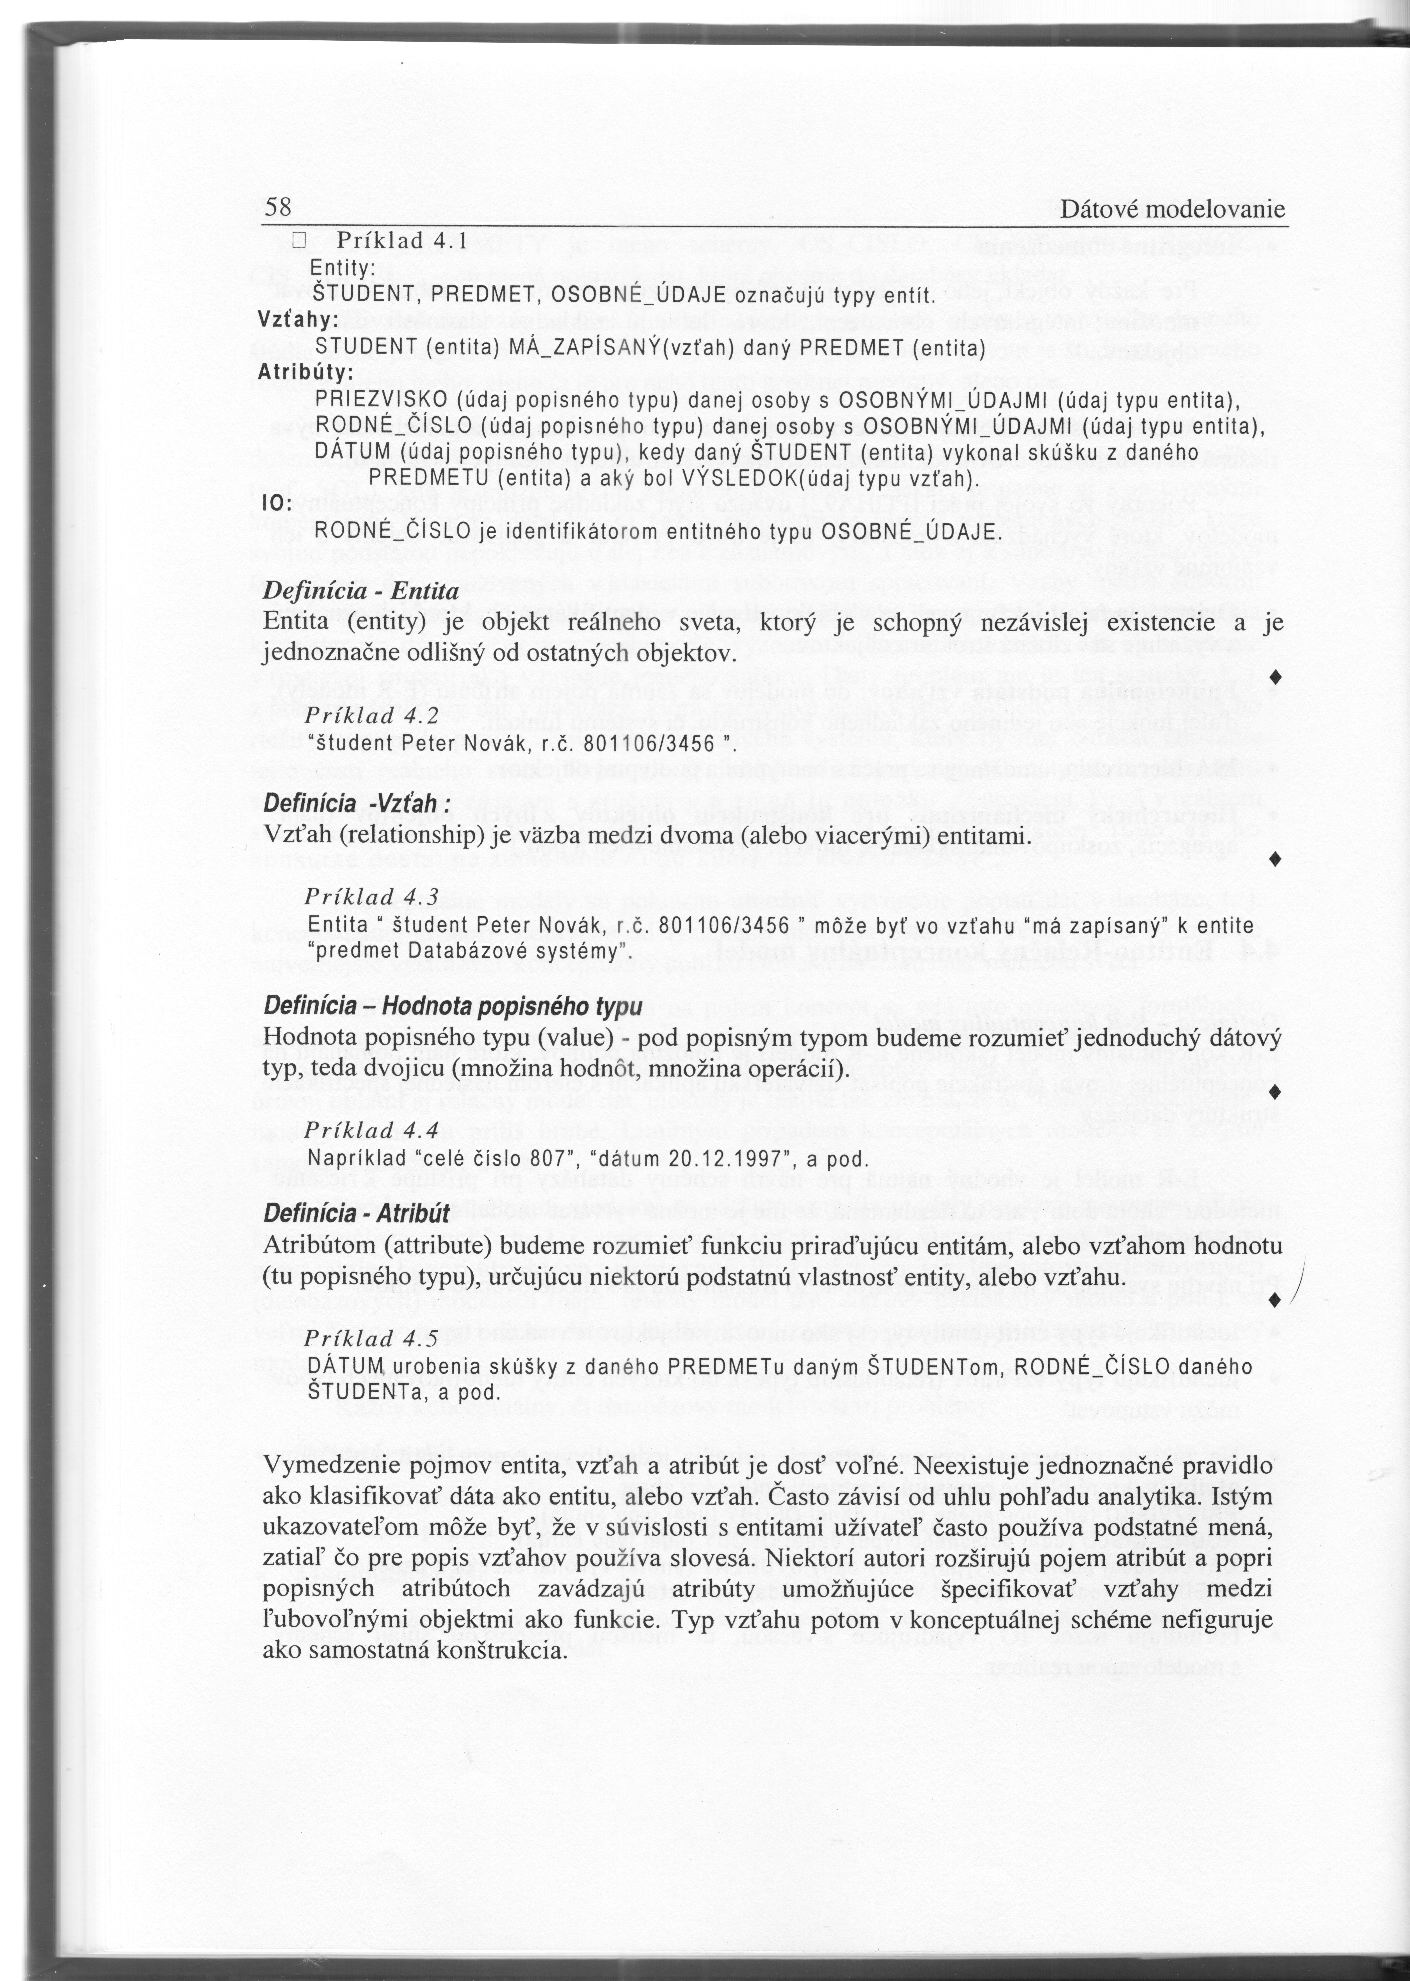 58 Dátové modelovanie
□ Príklad 4.1
Entity:
ŠTUDENT, PREDMET, OSOBNÉ_ÚDAJE označujú typy entít.
Vzťahy:
STUDENT (entita) MÁ_ZAPÍSANÝ(vzťah) daný PREDMET (entita)
Atribúty:
PRIEZVISKO (údaj popisného typu) danej osoby s OSOBNÝMI_ÚDAJMI (údaj typu entita),
RODNÉ_ČÍSLO (údaj popisného typu) danej osoby s OSOBNÝMI_ÚDAJMI (údaj typu entita),
DÁTUM (údaj popisného typu), kedy daný ŠTUDENT (entita) vykonal skúšku z daného
PREDMETU (entita) a aký bol VÝSLEDOK(údaj typu vzťah).
IO:
RODNÉ_ČÍSLO je identifikátorom entitného typu OSOBNÉ_ÚDAJE.
Definícia - Entita
Entita (entity) je objekt reálneho sveta, ktorý je schopný nezávislej existencie a je
jednoznačne odlišný od ostatných objektov.
♦
Príklad 4.2
“študent Peter Novák, r.č. 801106/3456 ”.
Definícia -Vzťah :
Vzťah (relationship) je väzba medzi dvoma (alebo viacerými) entitami.
♦
Príklad 4.3
Entita “ študent Peter Novák, r.č. 801106/3456 ” môže byť vo vzťahu “má zapísaný” k entite
“predmet Databázové systémy”.
Definícia – Hodnota popisného typu
Hodnota popisného typu (value) - pod popisným typom budeme rozumieť jednoduchý dátový
typ, teda dvojicu (množina hodnôt, množina operácií).
♦
Príklad 4.4
Napríklad “celé číslo 807”, “dátum 20.12.1997”, a pod.
Definícia - Atribút
Atribútom (attribute) budeme rozumieť funkciu priraďujúcu entitám, alebo vzťahom hodnotu
(tu popisného typu), určujúcu niektorú podstatnú vlastnosť entity, alebo vzťahu.
♦
Príklad 4.5
DÁTUM urobenia skúšky z daného PREDMETu daným ŠTUDENTom, RODNÉ_ČÍSLO daného
ŠTUDENTa, a pod.
Vymedzenie pojmov entita, vzťah a atribút je dosť voľné. Neexistuje jednoznačné pravidlo
ako klasifikovať dáta ako entitu, alebo vzťah. Často závisí od uhlu pohľadu analytika. Istým
ukazovateľom môže byť, že v súvislosti s entitami užívateľ často používa podstatné mená,
zatiaľ čo pre popis vzťahov používa slovesá. Niektorí autori rozširujú pojem atribút a popri
popisných atribútoch zavádzajú atribúty umožňujúce špecifikovať vzťahy medzi
ľubovoľnými objektmi ako funkcie. Typ vzťahu potom v konceptuálnej schéme nefiguruje
ako samostatná konštrukcia.